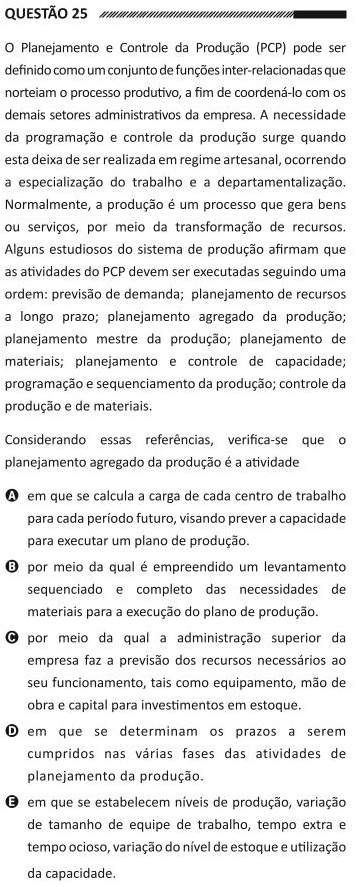 QUESTÃO 25
O Planejamento e Controle da Produção (PCP) pode ser
definido como um conjunto de funções inter-relacionadas que
norteiam o processo produtivo, a fim de coordená-lo com os
demais setores administrativos da empresa. A necessidade
da programação e controle da produção surge quando
esta deixa de ser realizada em regime artesanal, ocorrendo
a especialização do trabalho e a departamentalização.
Normalmente, a produção é um processo que gera bens
ou serviços, por meio da transformação de recursos.
Alguns estudiosos do sistema de produção afirmam que
as atividades do PCP devem ser executadas seguindo uma
ordem: previsão de demanda; planejamento de recursos
a longo prazo; planejamento agregado da produção;
planejamento mestre da produção; planejamento de
materiais; planejamento e controle de capacidade;
programação e sequenciamento da produção; controle da
produção e de materiais.
Considerando essas referências, verifica-se que o
planejamento agregado da produção é a atividade
A em que se calcula a carga de cada centro de trabalho
para cada período futuro, visando prever a capacidade
para executar um plano de produção.
B por meio da qual é empreendido um levantamento
sequenciado e completo das necessidades de
materiais para a execução do plano de produção.
C por meio da qual a administração superior da
empresa faz a previsão dos recursos necessários ao
seu funcionamento, tais como equipamento, mão de
obra e capital para investimentos em estoque.
D em que se determinam os prazos a serem
cumpridos nas várias fases das atividades de
planejamento da produção.
E em que se estabelecem níveis de produção, variação
de tamanho de equipe de trabalho, tempo extra e
tempo ocioso, variação do nível de estoque e utilização
da capacidade.